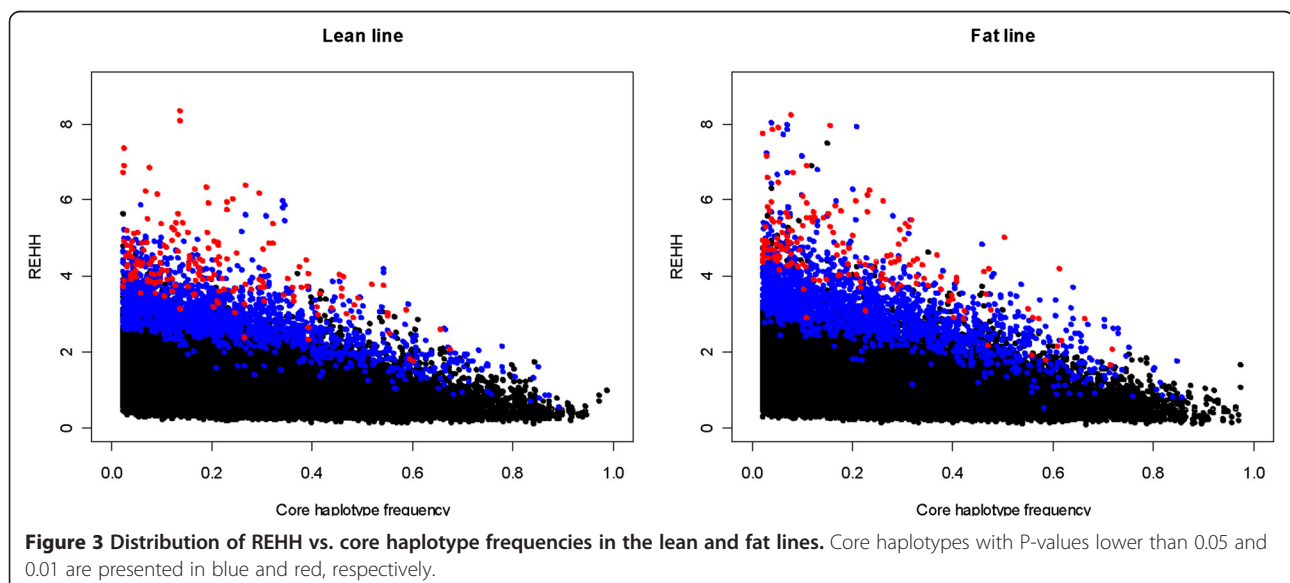 Lean line
Fat line
REHH
0
2
4
6
8
0.0 0.2 0.4 0.6 0.8 1.0
Core haplotype frequency
REHH
0
2
4
6
8
0.0 0.2 0.4 0.6 0.8 1.0
Core haplotype frequency
Figure 3 Distribution of REHH vs. core haplotype frequencies in the lean and fat lines. Core haplotypes with P-values lower than 0.05 and
0.01 are presented in blue and red, respectively.